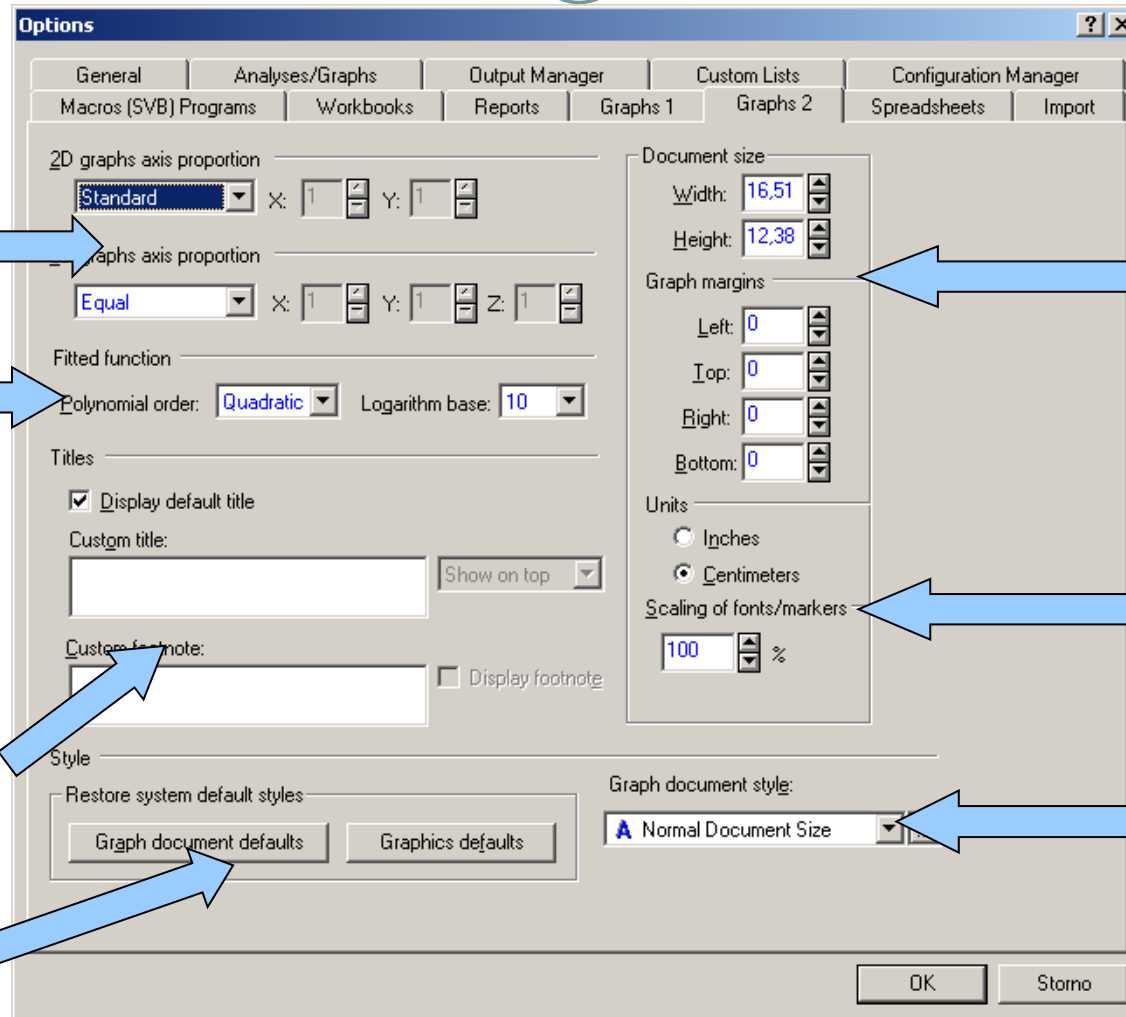 Options
General Analyses/Graphs Output Manager Custom Lists Configuration Manager
Macros (SVB) Programs Workbooks Reports Graphs 1 Graphs 2 Spreadsheets Import
2D graphs axis proportion
Standard X: 1 Y: 1
graphs axis proportion
Equal X: 1 Y: 1 Z: 1
Fitted function
Polynomial order: Quadratic Logarithm base: 10
Titles
Display default title
Custom title:
Show on top
Custom footnote:
Display footnote
Document size
Width: 16,51
Height: 12,38
Graph margins
Left: 0
Top: 0
Right: 0
Bottom: 0
Units
Inches
Centimeters
Scaling of fonts/markers
100 %
Style
Restore system default styles
Graph document defaults Graphics defaults
Graph document style:
A Normal Document Size
OK Storno